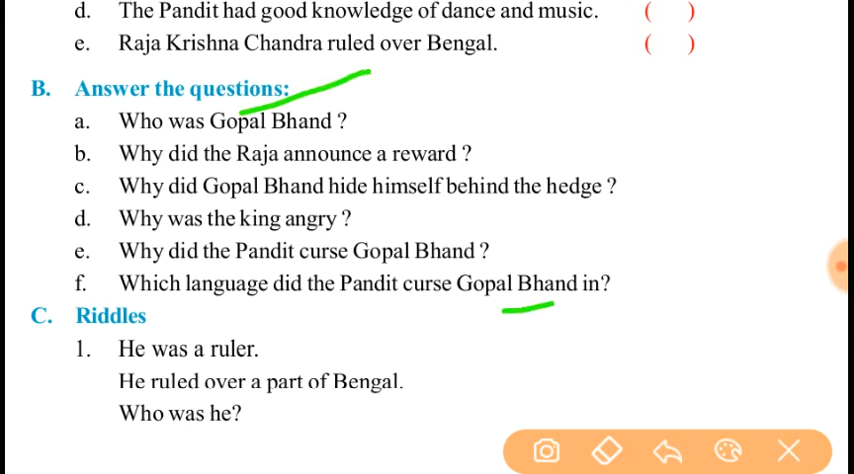 d. The Pandit had good knowledge of dance and music. ( )
e. Raja Krishna Chandra ruled over Bengal. ( )
B. Answer the questions:
a. Who was Gopal Bhand ?
b. Why did the Raja announce a reward ?
c. Why did Gopal Bhand hide himself behind the hedge ?
d. Why was the king angry ?
e. Why did the Pandit curse Gopal Bhand ?
f. Which language did the Pandit curse Gopal Bhand in?
C. Riddles
1. He was a ruler.
He ruled over a part of Bengal.
Who was he?